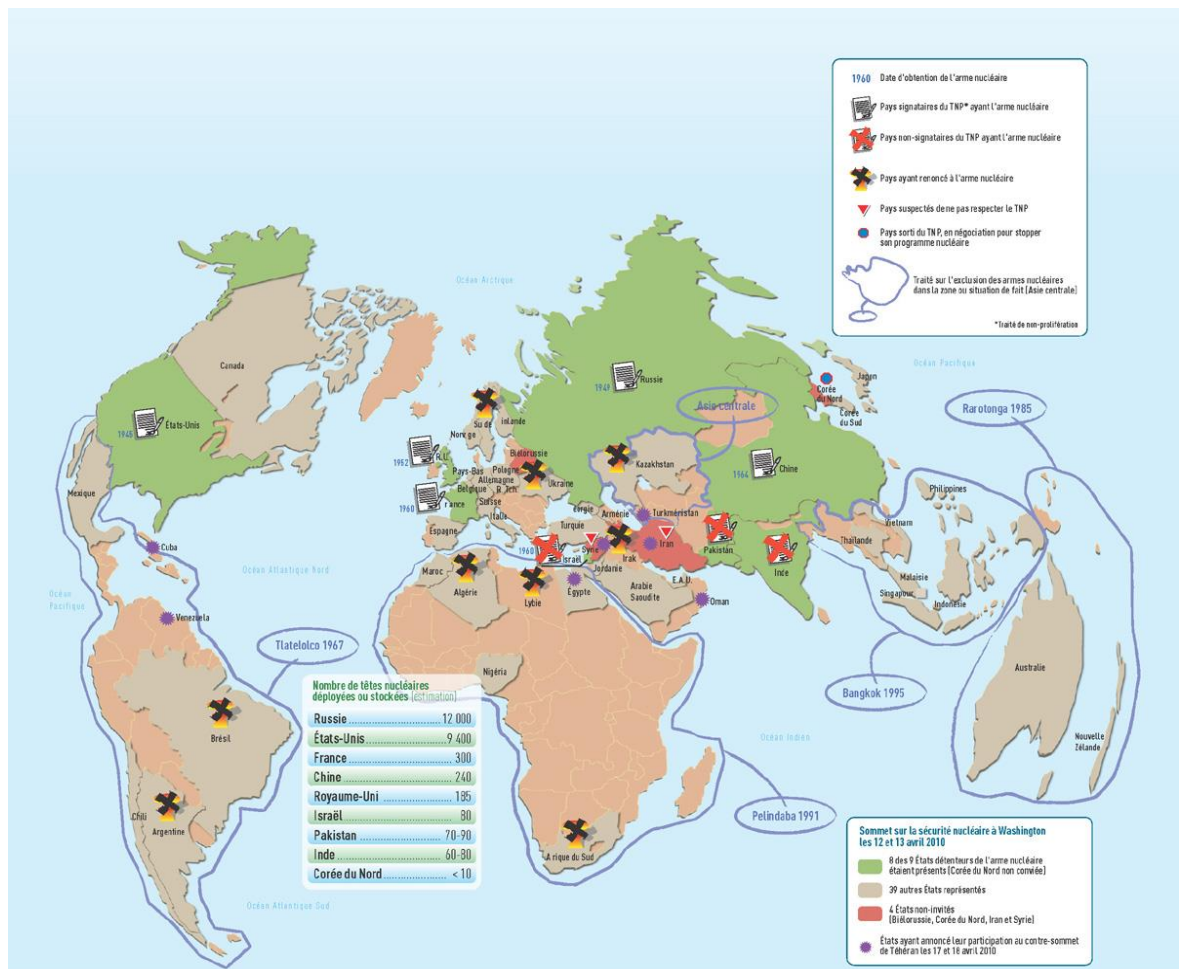 1960 Date d'obtention de l'arme nucléaire
Pays signataires du TNP* ayant l'arme nucléaire
Pays non-signataires du TNP ayant l'arme nucléaire
Pays ayant renoncé à l'arme nucléaire
Pays suspectés de ne pas respecter le TNP
Pays sorti du TNP, en négociation pour stopper
son programme nucléaire
Traité sur l'exclusion des armes nucléaires
dans la zone ou situation de fait (Asie centrale)
*Traité de non-prolifération
Océan Arctique
Océan Pacifique
Canada
1949
Russie
Japon
Corée
du Nord
Corée
du Sud
Asie centrale
Rarotonga 1985
1945
États-Unis
Suède
inlande
Norvège
1952
R.U.
Biélorussie
Pays-Bas
Pologne
Allemagne
Belgique
R. Tch.
Ukraine
Kazakhstan
1964
Chine
1960
rance
Suisse
Italie
Mexique
Espagne
Turquie
Arménie
Turkménistan
Philippines
Vietnam
Thaïlande
Cuba
1960
Israël
Syrie
Irak
Iran
Pakistan
Inde
Jordanie
Maroc
Algérie
Lybie
Égypte
Arabie
Saoudite
E.A.U.
Oman
Malaisie
Singapour
Indonésie
Océan Atlantique Nord
Océan
Pacifique
Venezuela
Tlatelolco 1967
Nigéria
Bangkok 1995
Australie
Nouvelle
Zélande
Océan Indien
Brésil
Chili
Argentine
Pelindaba 1991
A rique du Sud
Océan Atlantique Sud
Nombre de têtes nucléaires
déployées ou stockées (estimation)
Russie 12 000
États-Unis 9 400
France 300
Chine 240
Royaume-Uni 185
Israël 80
Pakistan 70-90
Inde 60-80
Corée du Nord < 10
Sommet sur la sécurité nucléaire à Washington
les 12 et 13 avril 2010
8 des 9 États détenteurs de l'arme nucléaire
étaient présents (Corée du Nord non conviée)
39 autres États représentés
4 États non-invités
(Biélorussie, Corée du Nord, Iran et Syrie)
États ayant annoncé leur participation au contre-sommet
de Téhéran les 17 et 18 avril 2010